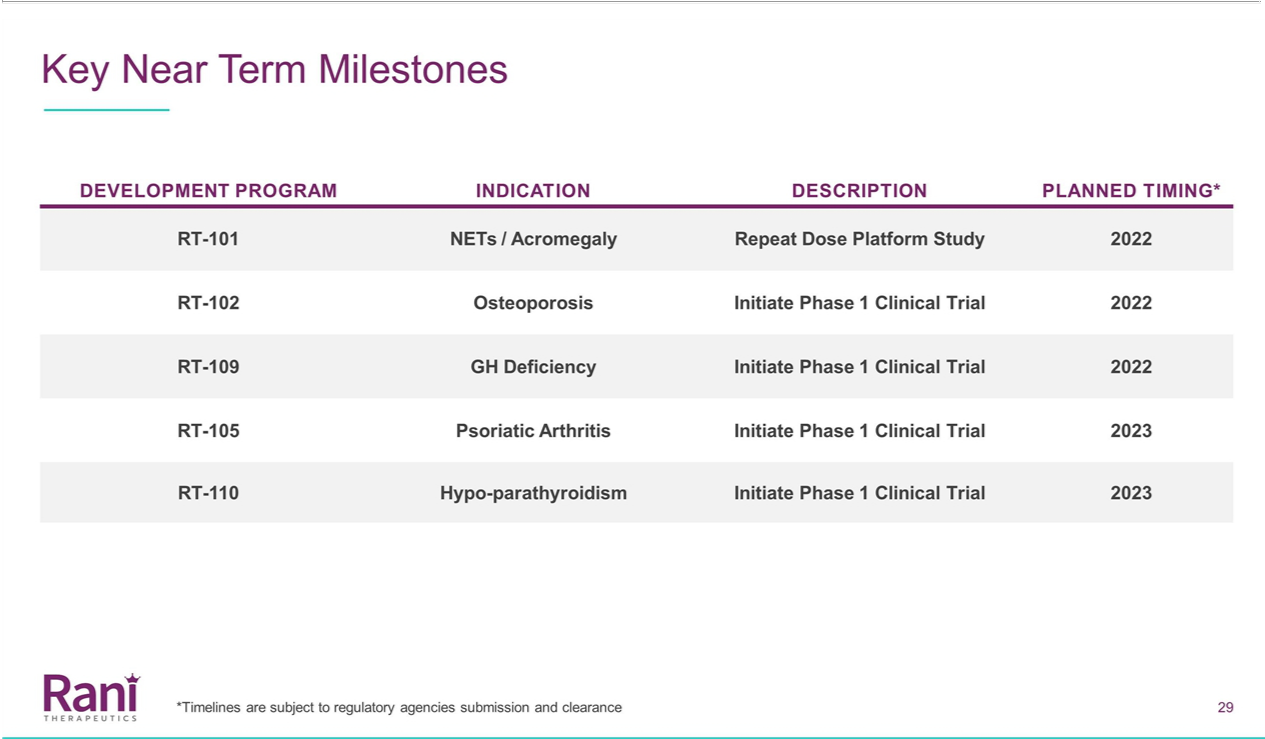 Key Near Term Milestones
DEVELOPMENT PROGRAM INDICATION DESCRIPTION PLANNED TIMING*
RT-101 NETs / Acromegaly Repeat Dose Platform Study 2022
RT-102 Osteoporosis Initiate Phase 1 Clinical Trial 2022
RT-109 GH Deficiency Initiate Phase 1 Clinical Trial 2022
RT-105 Psoriatic Arthritis Initiate Phase 1 Clinical Trial 2023
RT-110 Hypo-parathyroidism Initiate Phase 1 Clinical Trial 2023
Rani
THERAPEUTICS
*Timelines are subject to regulatory agencies submission and clearance
29